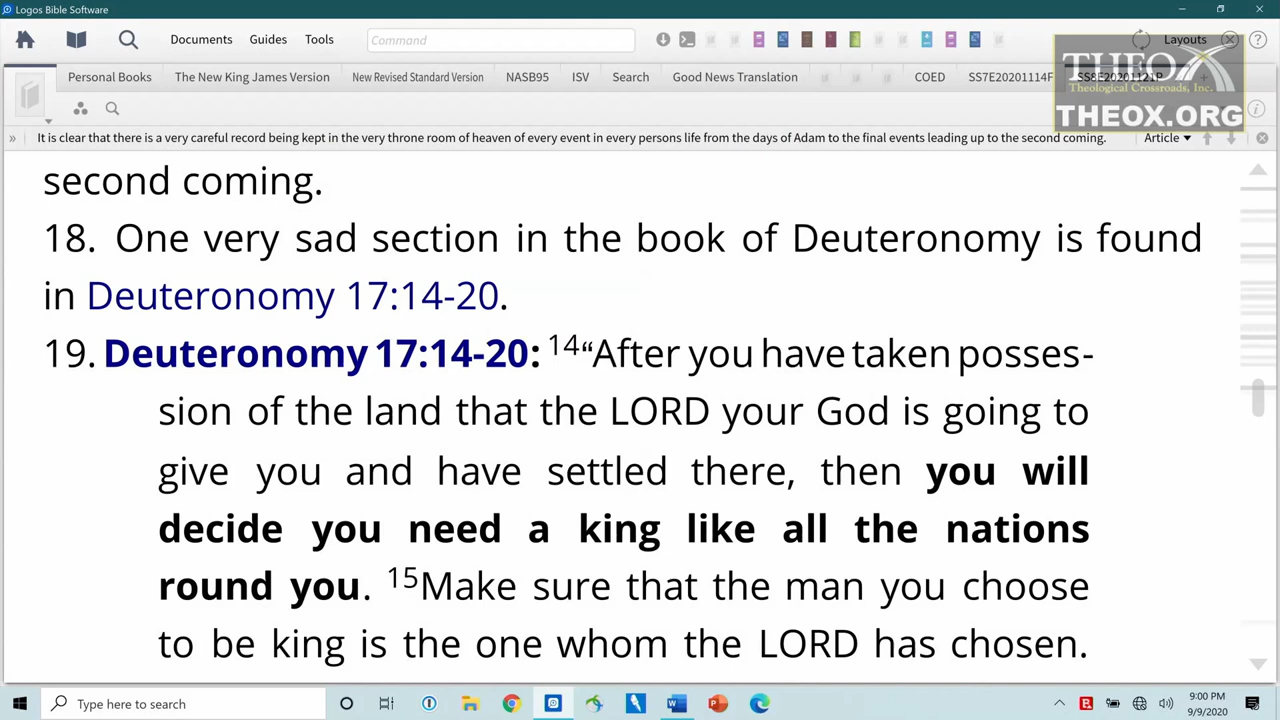 Logos Bible Software
Documents Guides Tools Command Layouts
THEOX
Theological Crossroads, Inc.
THEOX.ORG
Personal Books The New King James Version New Revised Standard Version NASB95 ISV Search Good News Translation COED SS7E20201114F SS8E20201121P
It is clear that there is a very careful record being kept in the very throne room of heaven of every event in every persons life from the days of Adam to the final events leading up to the second coming. Article
second coming.
18. One very sad section in the book of Deuteronomy is found
in Deuteronomy 17:14-20.
19. Deuteronomy 17:14-20: 14“After you have taken posses-
sion of the land that the LORD your God is going to
give you and have settled there, then you will
decide you need a king like all the nations
round you. 15Make sure that the man you choose
to be king is the one whom the LORD has chosen.
Type here to search
9:00 PM
9/9/2020